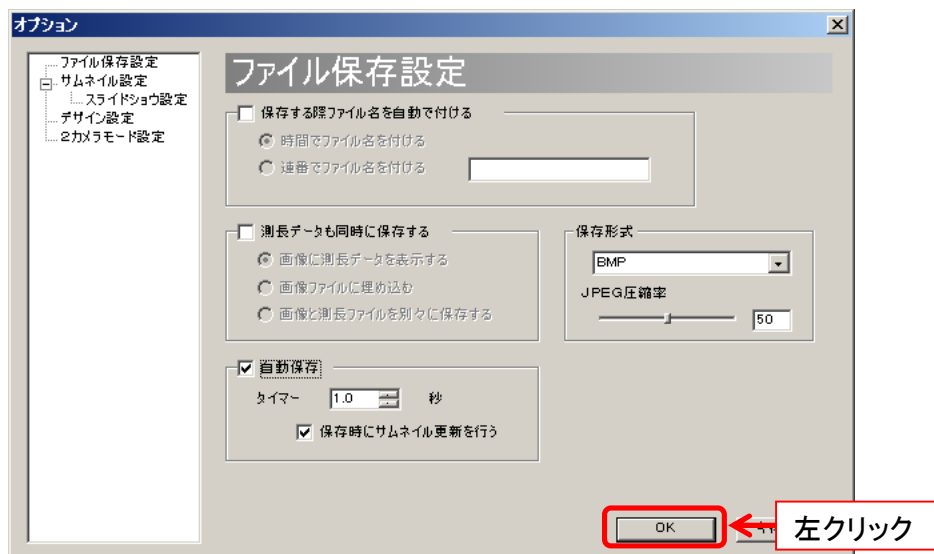 オプション
ファイル保存設定
サムネイル設定
スライドショウ設定
デザイン設定
2カメラモード設定
ファイル保存設定
保存する際ファイル名を自動で付ける
時間でファイル名を付ける
連番でファイル名を付ける
測長データも同時に保存する
画像に測長データを表示する
画像ファイルに埋め込む
画像と測長ファイルを別々に保存する
保存形式
BMP
JPEG圧縮率
50
自動保存
タイマー 1.0 秒
保存時にサムネイル更新を行う
OK
左クリック